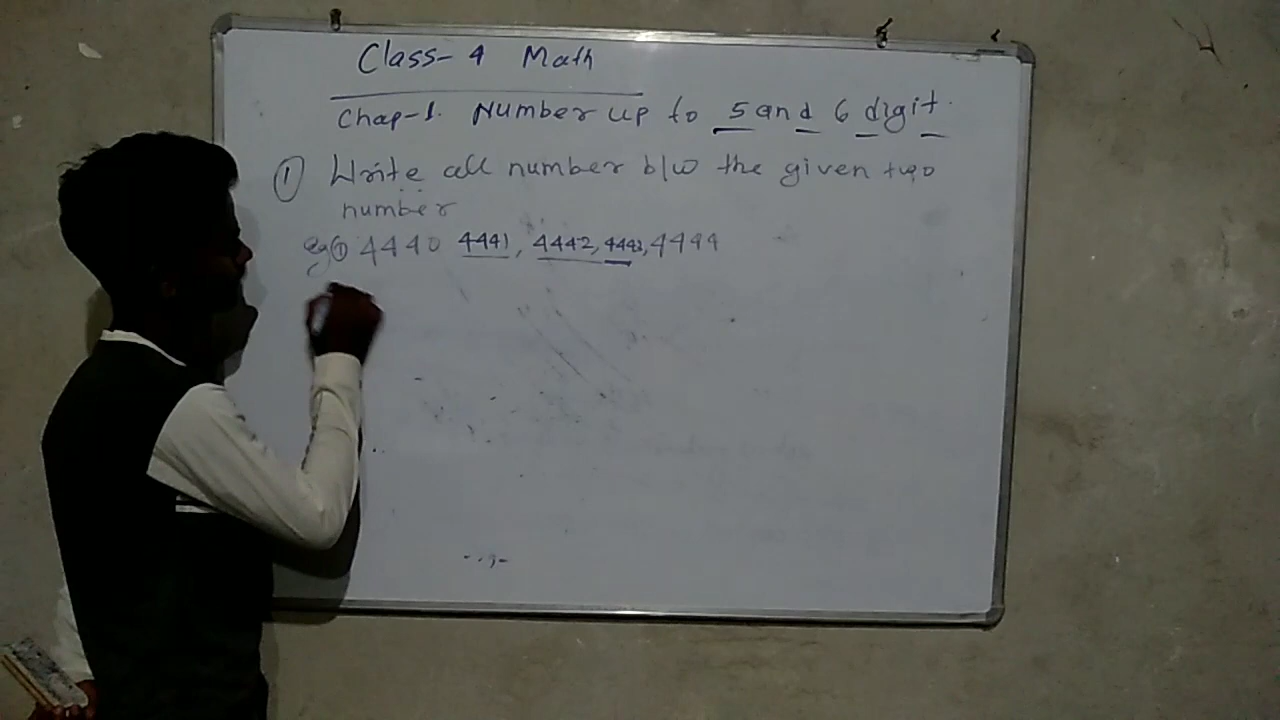 Class-4 Math
Chap-1. Number up to 5 and 6 digit.
① Write all number b/w the given two
number
eg① 4440 4441, 4442, 4443, 4444